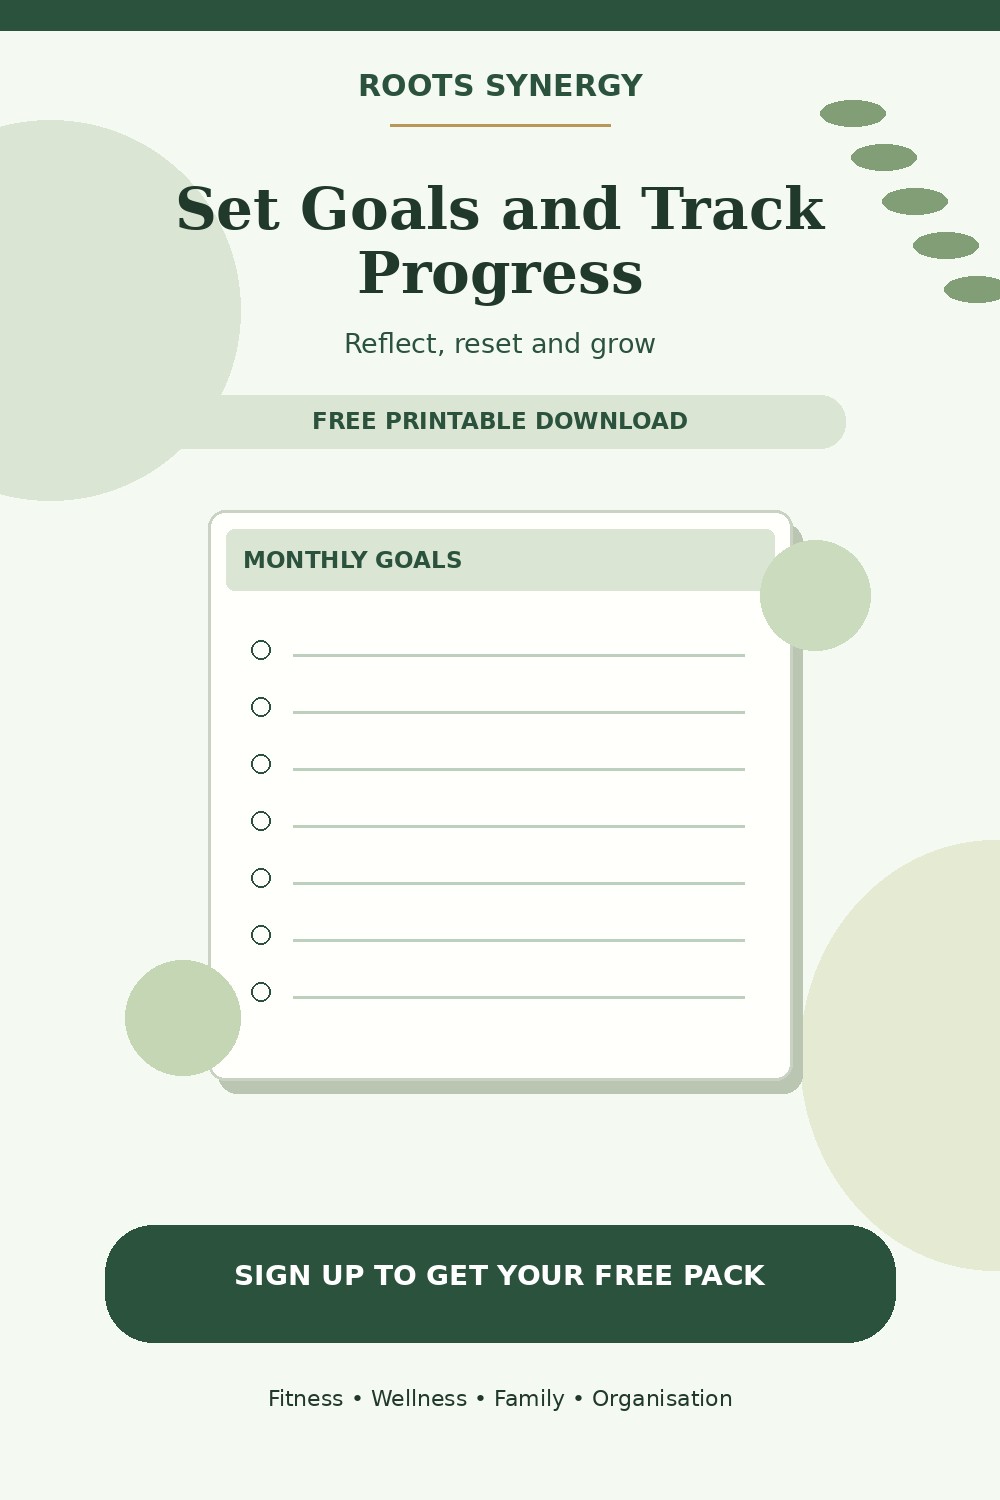 ROOTS SYNERGY
Set Goals and Track
Progress
Reflect, reset and grow
FREE PRINTABLE DOWNLOAD
MONTHLY GOALS
SIGN UP TO GET YOUR FREE PACK
Fitness • Wellness • Family • Organisation